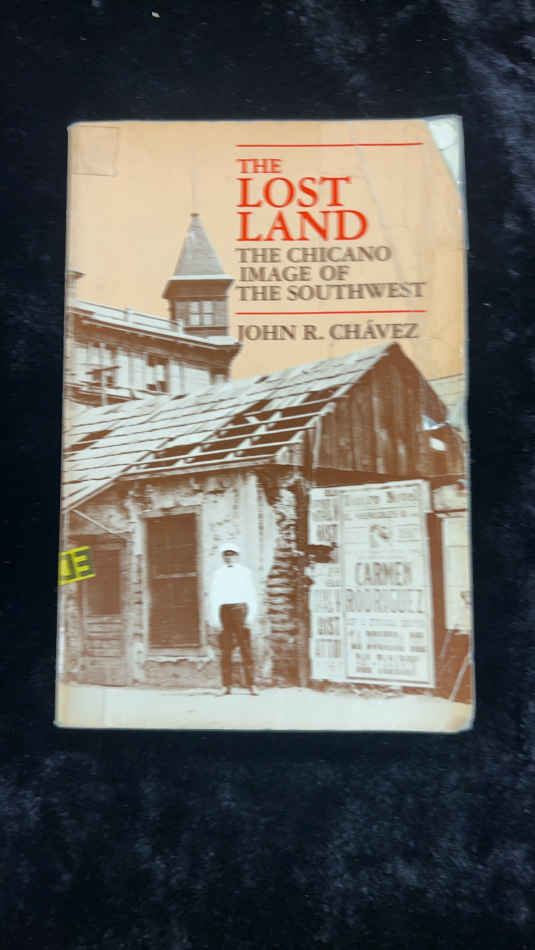 THE
LOST
LAND
THE CHICANO
IMAGE OF
THE SOUTHWEST
JOHN R. CHÁVEZ
CARMEN
RODRIGUEZ